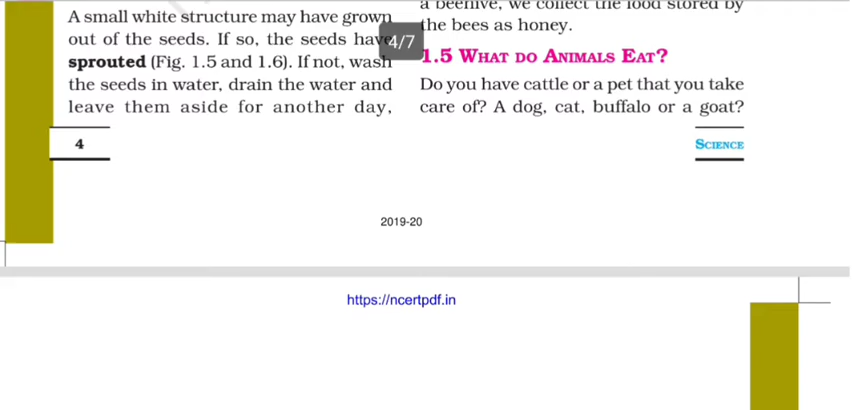 A small white structure may have grown
out of the seeds. If so, the seeds have
sprouted (Fig. 1.5 and 1.6). If not, wash
the seeds in water, drain the water and
leave them aside for another day,
a beehive, we collect the food stored by
the bees as honey.
4/7
1.5 WHAT DO ANIMALS EAT?
Do you have cattle or a pet that you take
care of? A dog, cat, buffalo or a goat?
4
SCIENCE
2019-20
https://ncertpdf.in